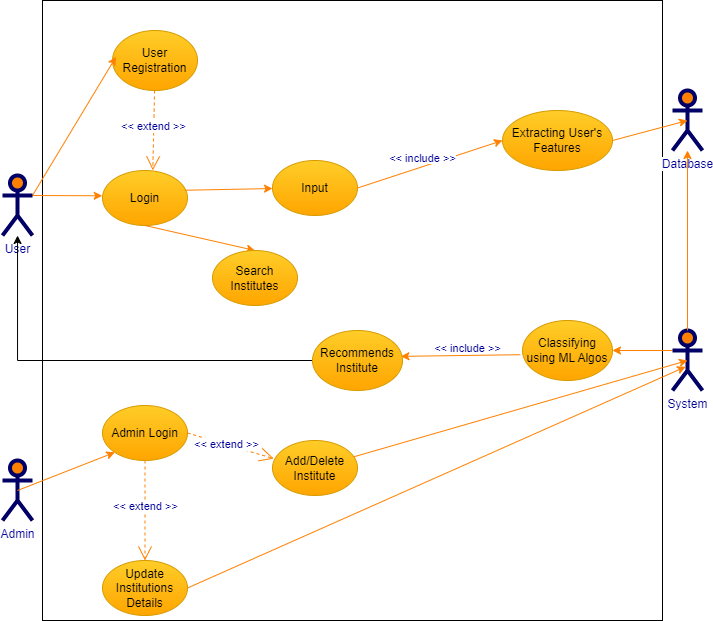 User
Registration
<< extend >>
Extracting User's
Features
<< include >>
Database
Input
Login
User
Search
Institutes
Classifying
using ML Algos
<< include >>
Recommends
Institute
System
Admin Login
<< extend >>
Add/Delete
Institute
<< extend >>
Admin
Update
Institutions
Details